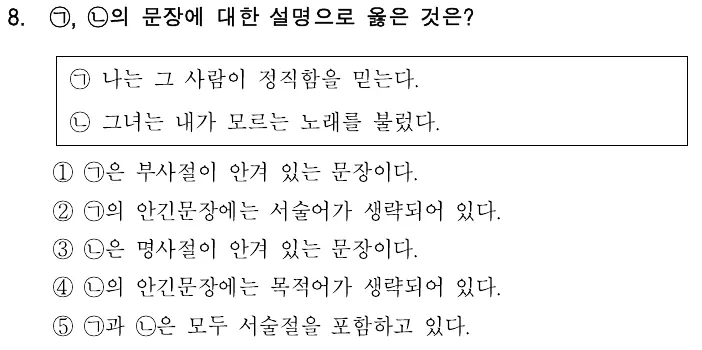 8. ㉠, ㉡의 문장에 대한 설명으로 옳은 것은?
㉠ 나는 그 사람이 정직함을 믿는다.
㉡ 그녀는 내가 모르는 노래를 불렀다.
① ㉠은 부사절이 안겨 있는 문장이다.
② ㉠의 안긴문장에는 서술어가 생략되어 있다.
③ ㉡은 명사절이 안겨 있는 문장이다.
④ ㉡의 안긴문장에는 목적어가 생략되어 있다.
⑤ ㉠과 ㉡은 모두 서술절을 포함하고 있다.